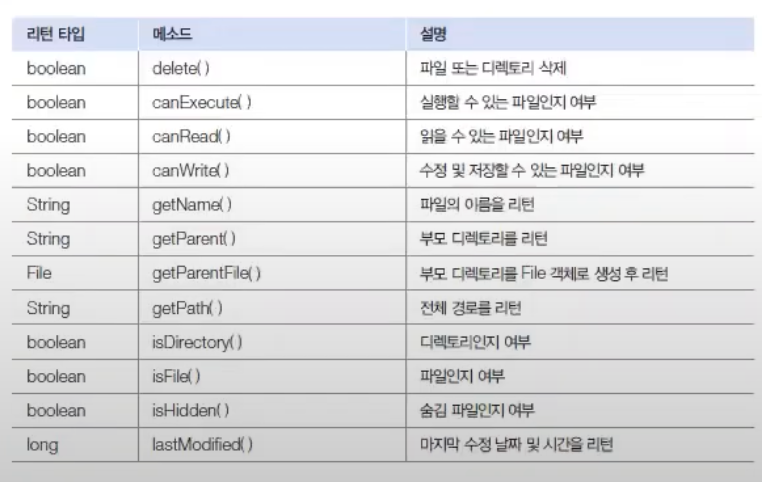 리턴 타입 메소드 설명
boolean delete( ) 파일 또는 디렉토리 삭제
boolean canExecute( ) 실행할 수 있는 파일인지 여부
boolean canRead( ) 읽을 수 있는 파일인지 여부
boolean canWrite( ) 수정 및 저장할 수 있는 파일인지 여부
String getName( ) 파일의 이름을 리턴
String getParent( ) 부모 디렉토리를 리턴
File getParentFile( ) 부모 디렉토리를 File 객체로 생성 후 리턴
String getPath( ) 전체 경로를 리턴
boolean isDirectory( ) 디렉토리인지 여부
boolean isFile( ) 파일인지 여부
boolean isHidden( ) 숨김 파일인지 여부
long lastModified( ) 마지막 수정 날짜 및 시간을 리턴